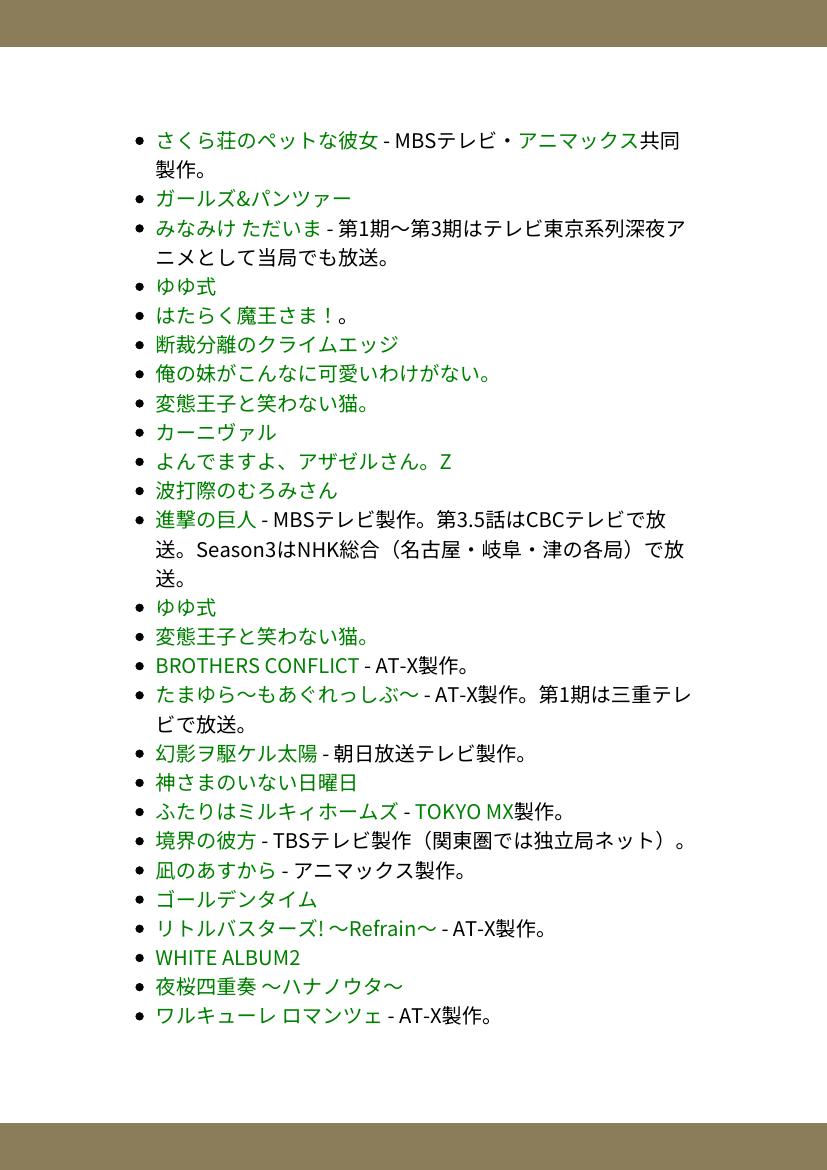 さくら荘のペットな彼女 - MBSテレビ・アニマックス共同
製作。
ガールズ&パンツァー
みなみけ ただいま - 第1期〜第3期はテレビ東京系列深夜ア
ニメとして当局でも放送。
ゆゆ式
はたらく魔王さま！。
断裁分離のクライムエッジ
俺の妹がこんなに可愛いわけがない。
変態王子と笑わない猫。
カーニヴァル
よんでますよ、アザゼルさん。Z
波打際のむろみさん
進撃の巨人 - MBSテレビ製作。第3.5話はCBCテレビで放
送。Season3はNHK総合（名古屋・岐阜・津の各局）で放
送。
ゆゆ式
変態王子と笑わない猫。
BROTHERS CONFLICT - AT-X製作。
たまゆら〜もあぐれっしぶ〜 - AT-X製作。第1期は三重テレ
ビで放送。
幻影ヲ駆ケル太陽 - 朝日放送テレビ製作。
神さまのいない日曜日
ふたりはミルキィホームズ - TOKYO MX製作。
境界の彼方 - TBSテレビ製作（関東圏では独立局ネット）。
凪のあすから - アニマックス製作。
ゴールデンタイム
リトルバスターズ! 〜Refrain〜 - AT-X製作。
WHITE ALBUM2
夜桜四重奏 〜ハナノウタ〜
ワルキューレ ロマンツェ - AT-X製作。